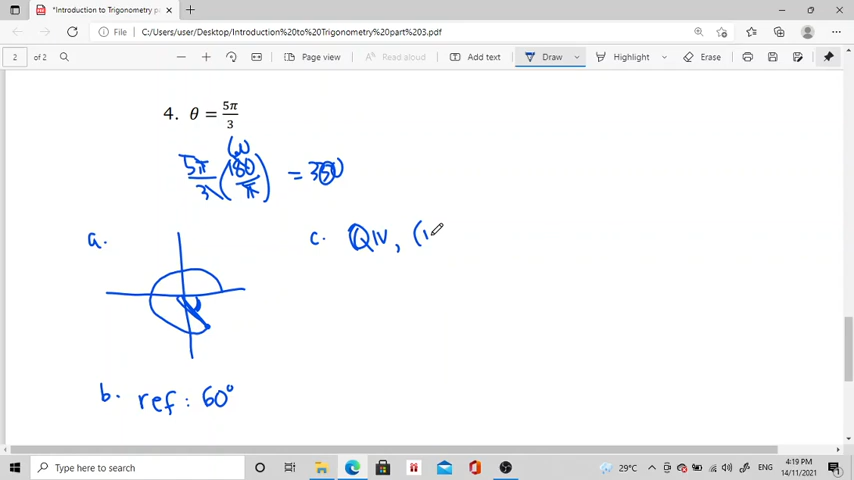 *Introduction to Trigonometry p
File
C:/Users/user/Desktop/Introduction%20to%20Trigonometry%20part%203.pdf
2 of 2
Page view
Read aloud
Add text
Draw
Highlight
Erase
4. θ = 5π/3
60
5π/3 (180/π) = 300
a.
c. QIV, (1
b. ref: 60°
Type here to search
29°C
ENG
4:19 PM
14/11/2021